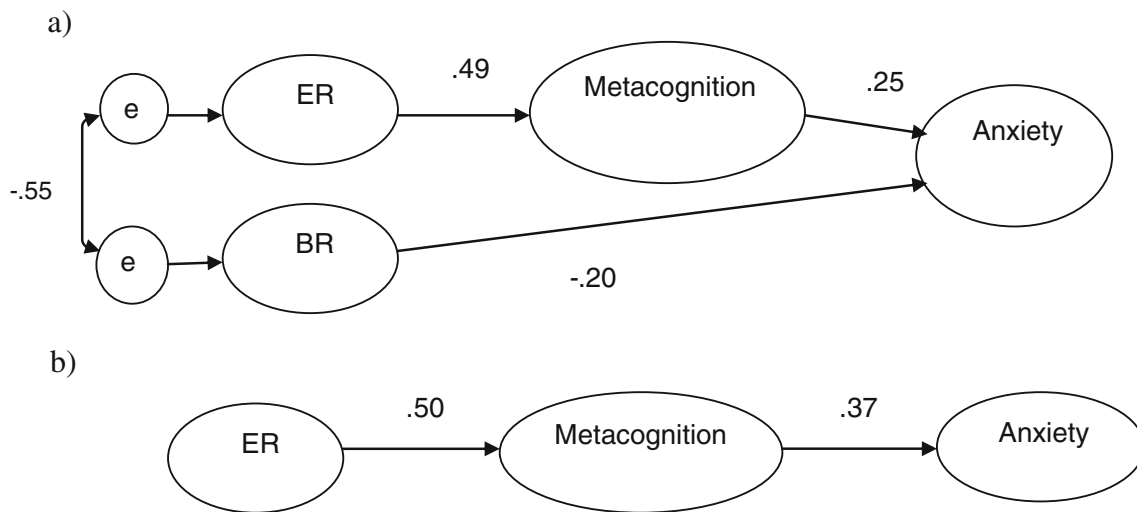 a)
e
ER
.49
Metacognition
.25
Anxiety
-.55
e
BR
-.20
b)
ER
.50
Metacognition
.37
Anxiety